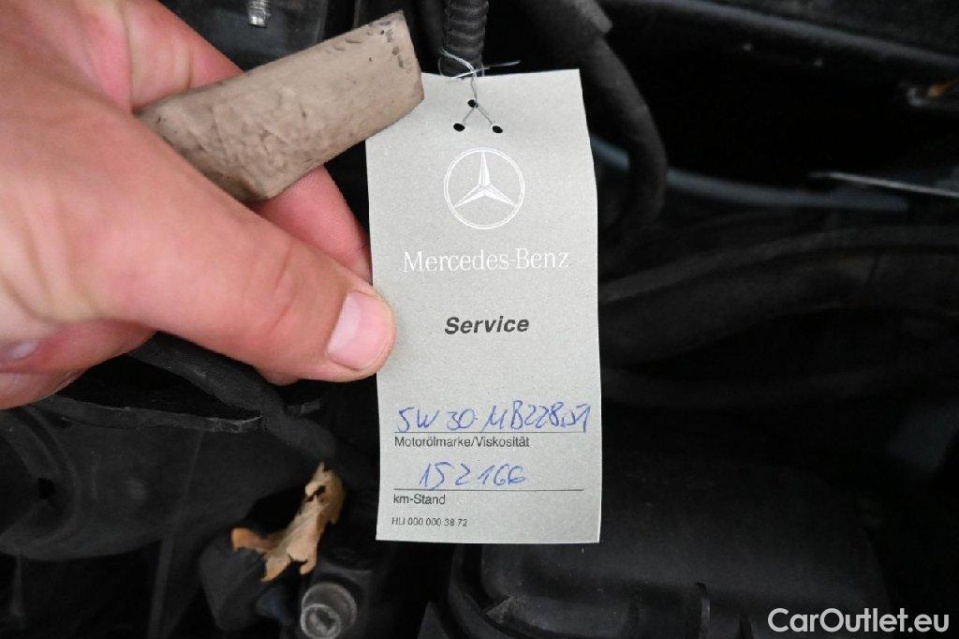 Mercedes-Benz
Service
5W30 MB228.51
Motorölmarke/Viskosität
152166
km-Stand
HLI 000 000 38 72
CarOutlet.eu